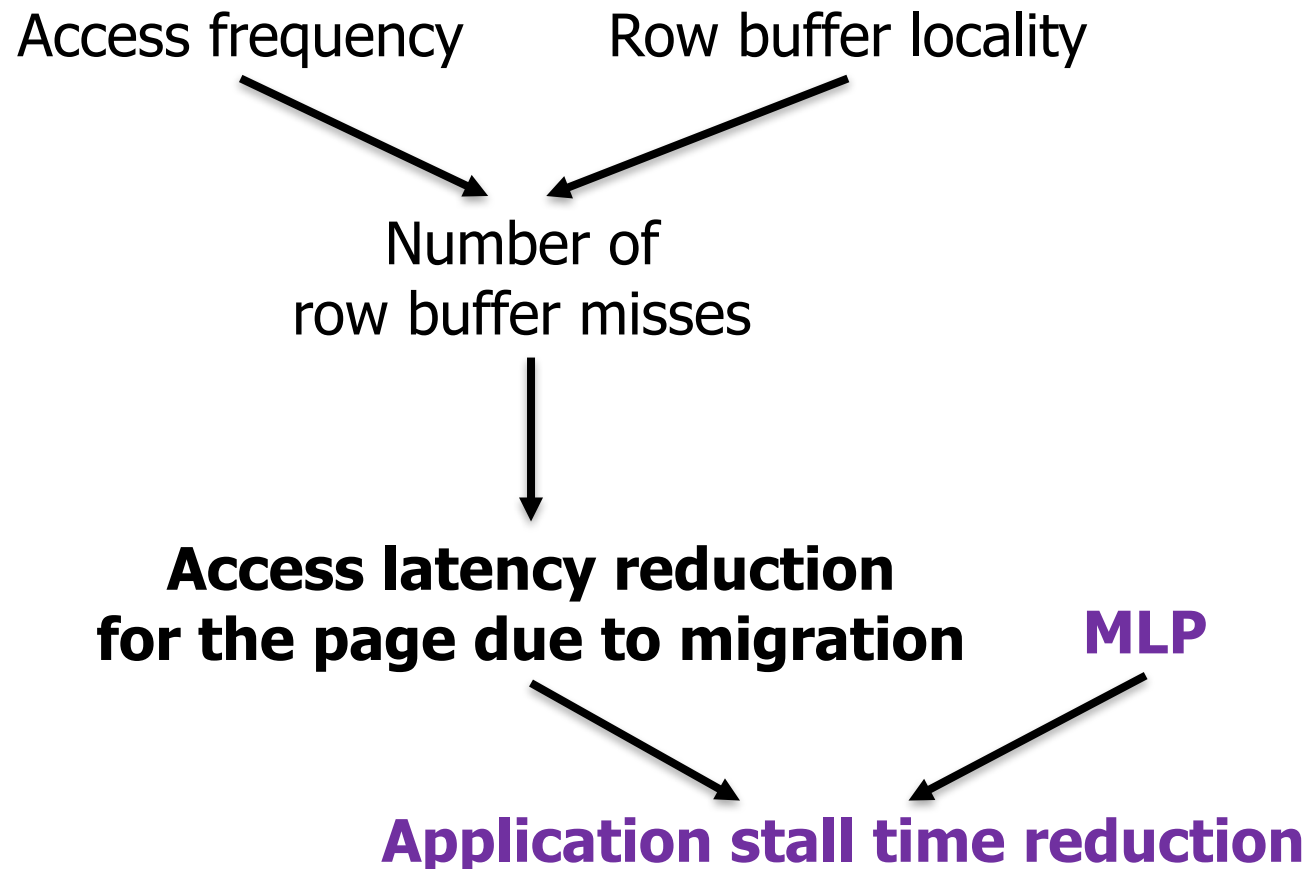 Access frequency
Row buffer locality
Number of
row buffer misses
Access latency reduction
for the page due to migration
MLP
Application stall time reduction